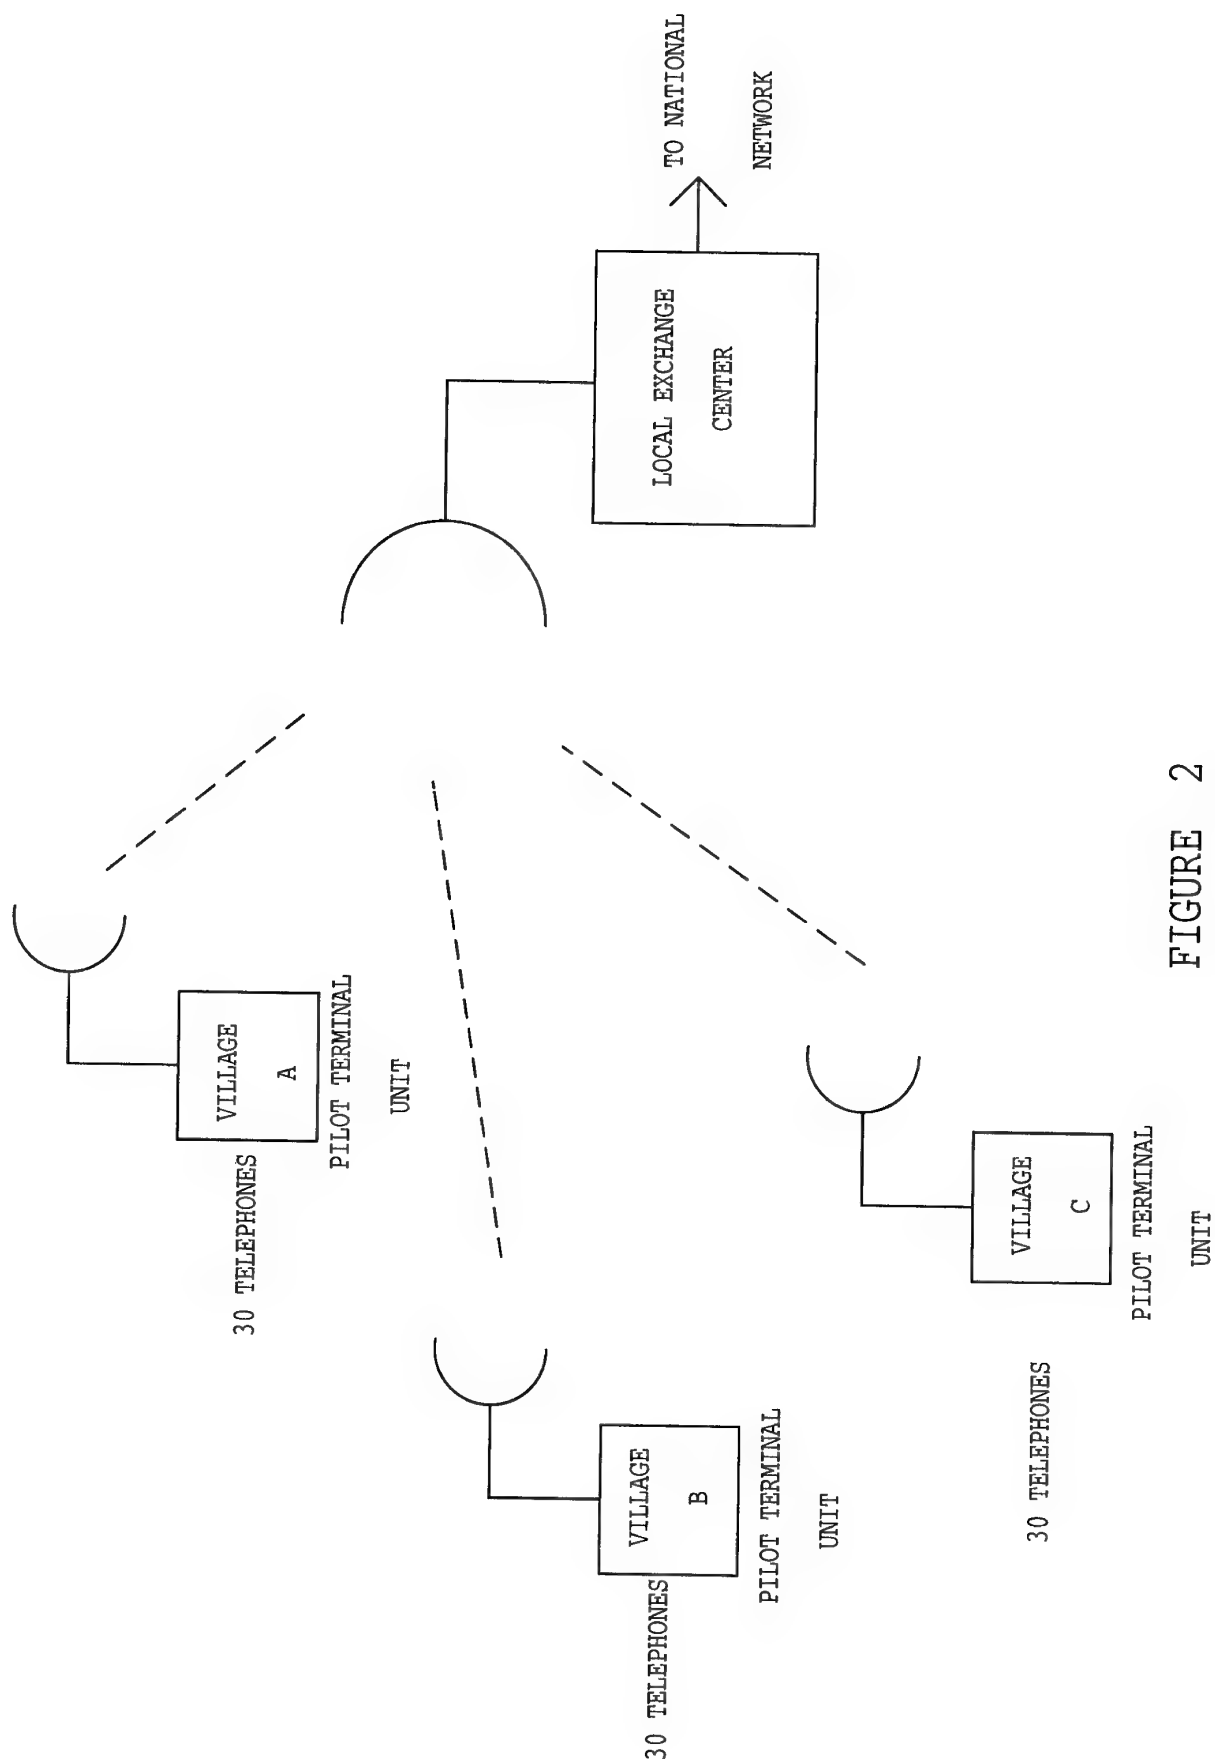 VILLAGE
A
30 TELEPHONES
PILOT TERMINAL
UNIT
VILLAGE
B
30 TELEPHONES
PILOT TERMINAL
UNIT
LOCAL EXCHANGE
CENTER
TO NATIONAL
NETWORK
VILLAGE
C
30 TELEPHONES
PILOT TERMINAL
UNIT
FIGURE 2